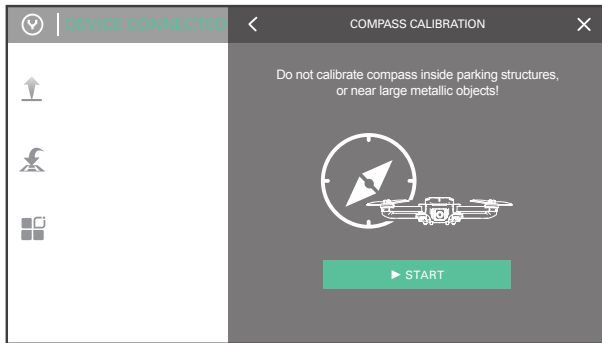 DEVICE CONNECTED
COMPASS CALIBRATION
Do not calibrate compass inside parking structures,
or near large metallic objects!
START